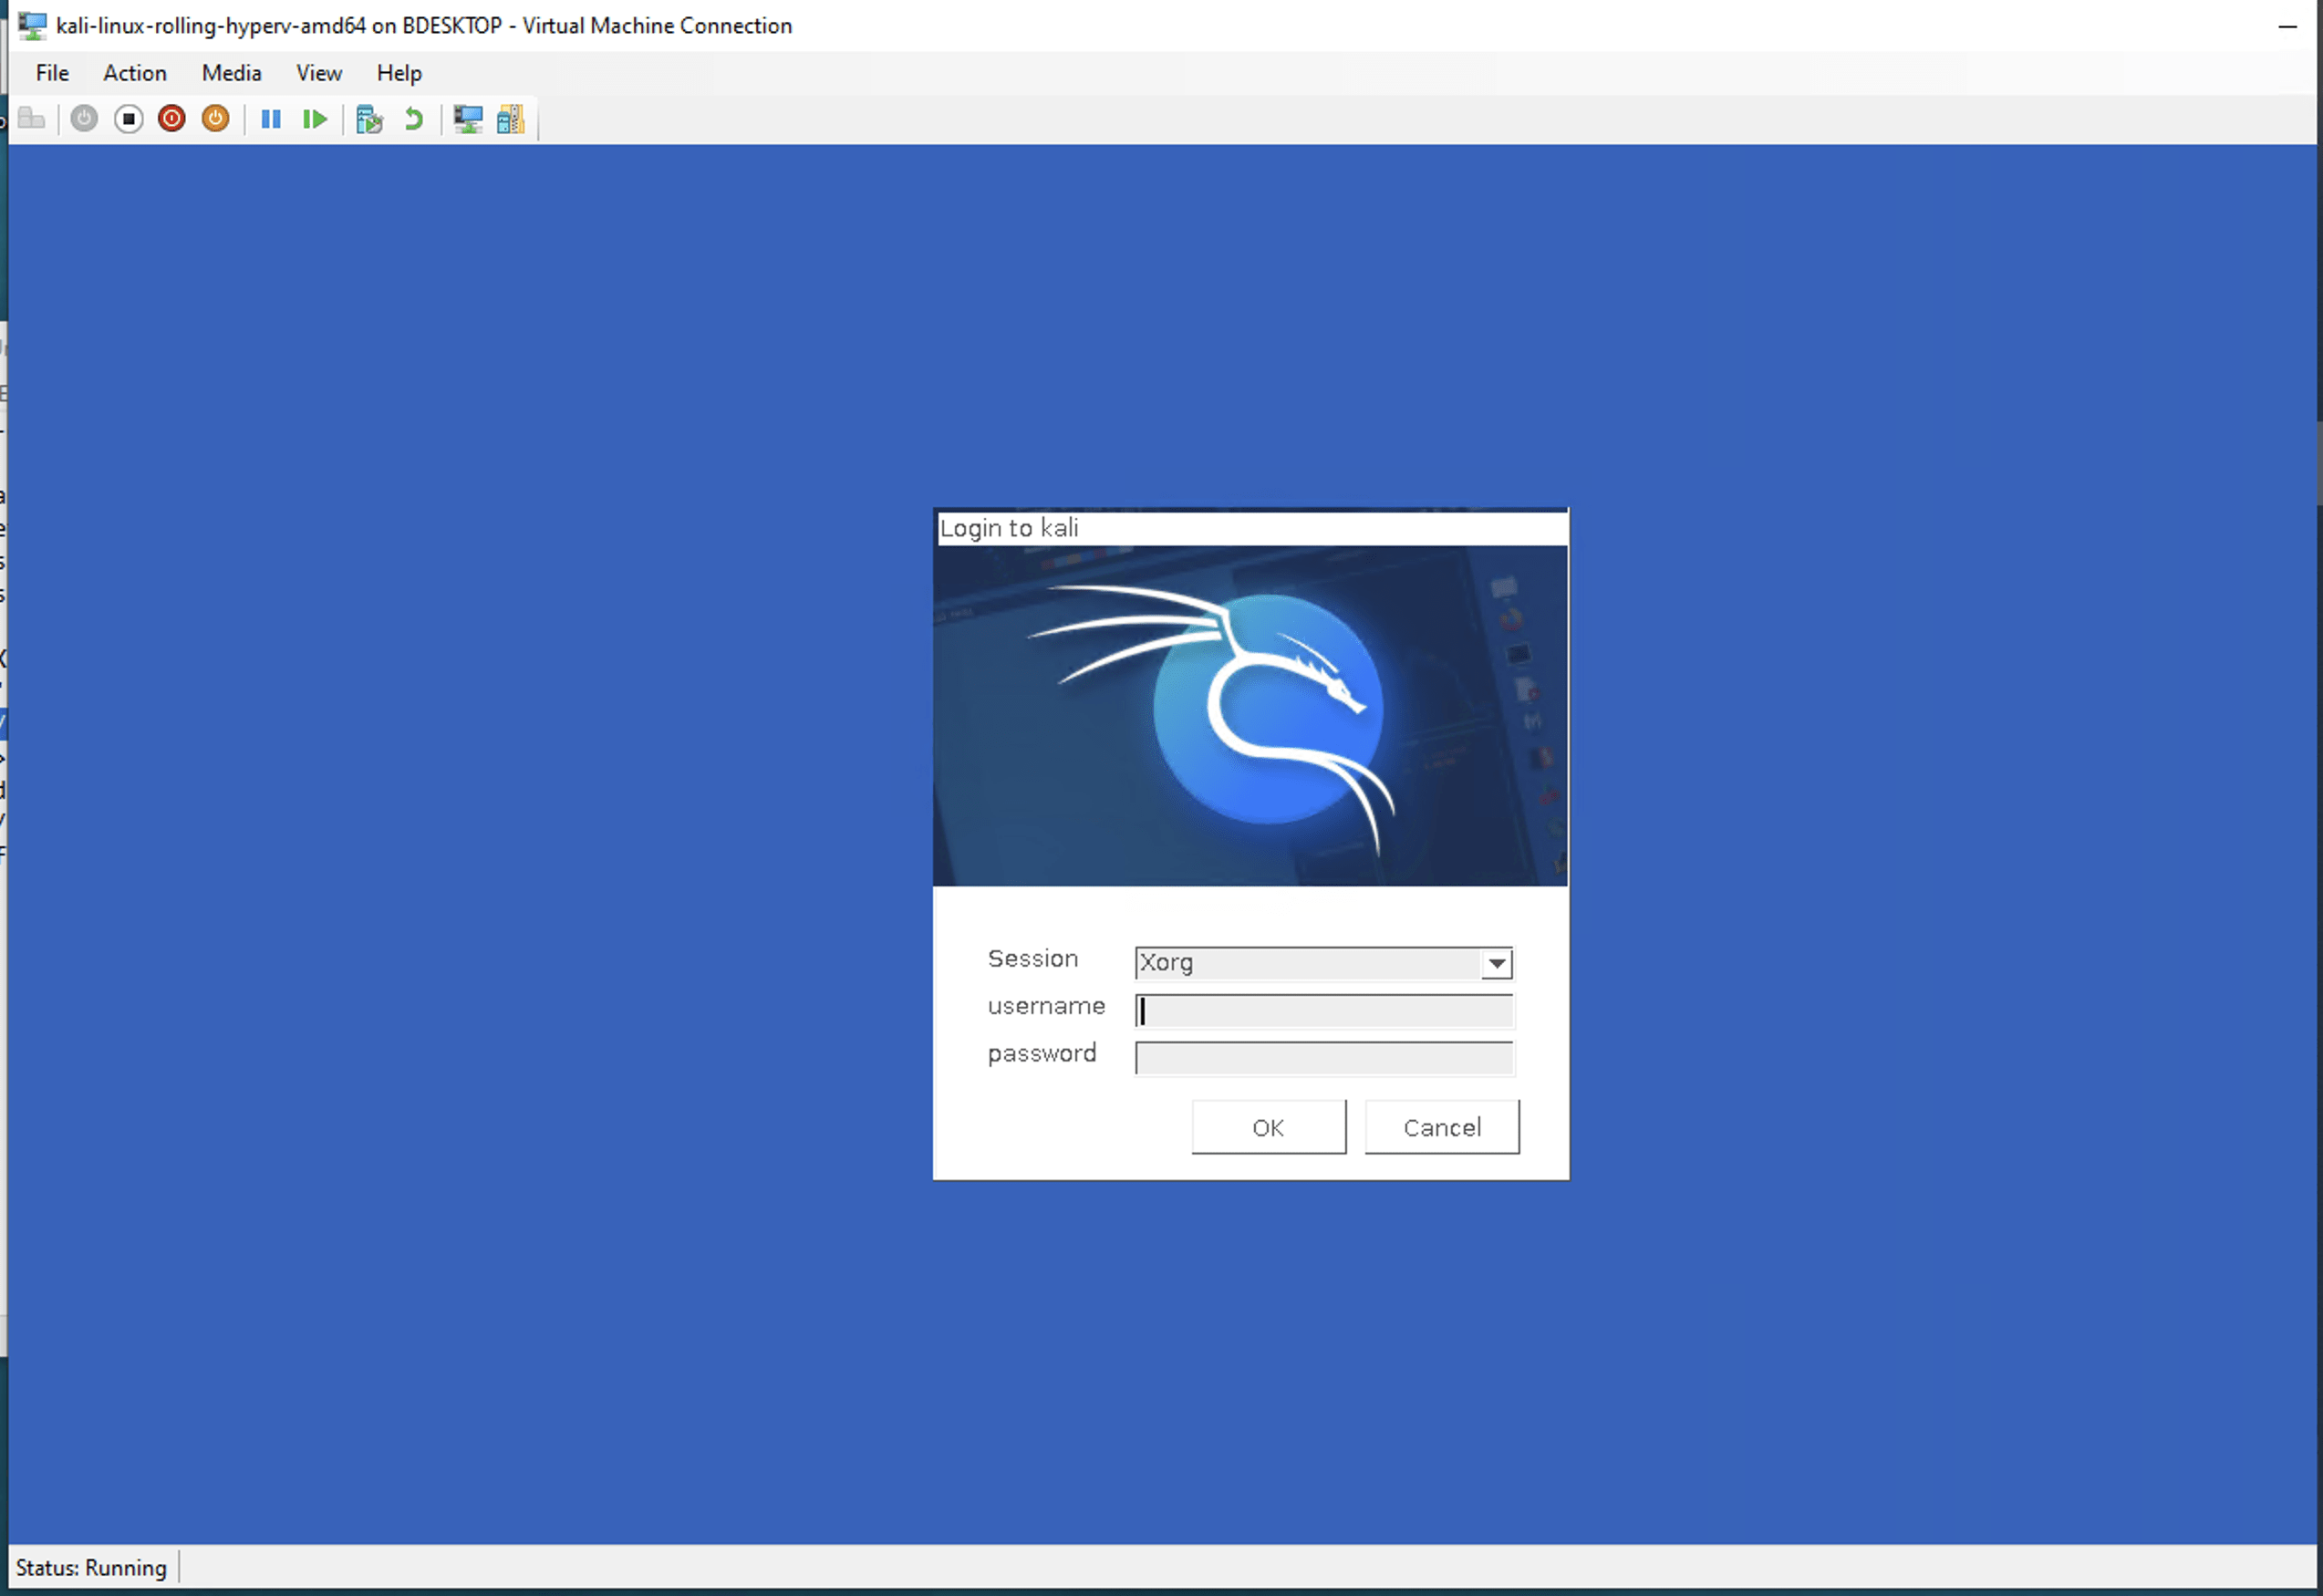 kali-linux-rolling-hyperv-amd64 on BDESKTOP - Virtual Machine Connection
File Action Media View Help
Login to kali
Session Xorg
username
password
OK Cancel
Status: Running